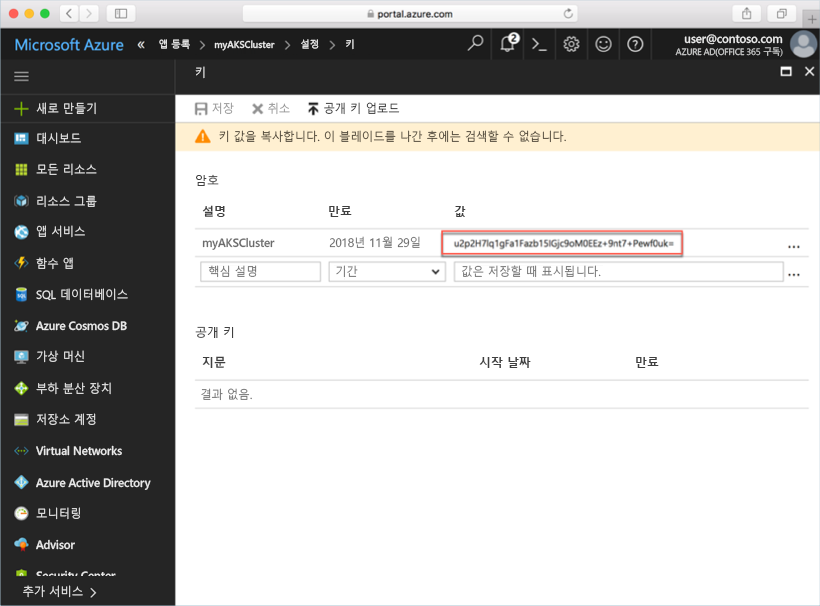 portal.azure.com
Microsoft Azure « 앱 등록 > myAKSCluster > 설정 > 키
2
user@contoso.com
AZURE AD(OFFICE 365 구독)
키
새로 만들기
대시보드
모든 리소스
리소스 그룹
앱 서비스
함수 앱
SQL 데이터베이스
Azure Cosmos DB
가상 머신
부하 분산 장치
저장소 계정
Virtual Networks
Azure Active Directory
모니터링
Advisor
Security Center
추가 서비스 >
저장 취소 공개 키 업로드
키 값을 복사합니다. 이 블레이드를 나간 후에는 검색할 수 없습니다.
암호
설명 만료 값
myAKSCluster 2018년 11월 29일 u2p2H7lq1gFa1Fazb15IGjc9oM0EEz+9nt7+Pewf0uk= ...
핵심 설명 기간 값은 저장할 때 표시됩니다. ...
공개 키
지문 시작 날짜 만료
결과 없음.